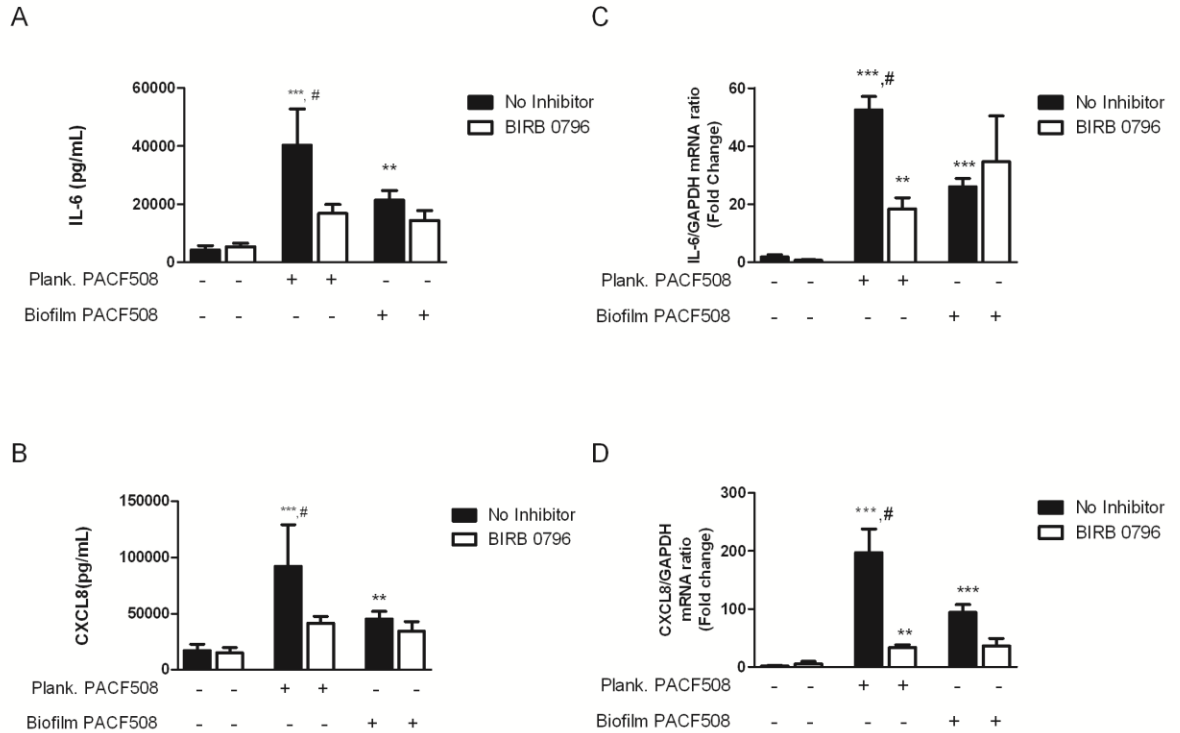 A
60000
40000
20000
0
IL-6 (pg/mL)
***, #
**
No Inhibitor
BIRB 0796
Plank. PACF508 - - + + - -
Biofilm PACF508 - - - - + +
C
60
40
20
0
IL-6/GAPDH mRNA ratio
(Fold Change)
***,#
**
***
No Inhibitor
BIRB 0796
Plank. PACF508 - - + + - -
Biofilm PACF508 - - - - + +
B
150000
100000
50000
0
CXCL8(pg/mL)
***,#
**
No Inhibitor
BIRB 0796
Plank. PACF508 - - + + - -
Biofilm PACF508 - - - - + +
D
300
200
100
0
CXCL8/GAPDH
mRNA ratio
(Fold change)
***,#
**
***
No Inhibitor
BIRB 0796
Plank. PACF508 - - + + - -
Biofilm PACF508 - - - - + +